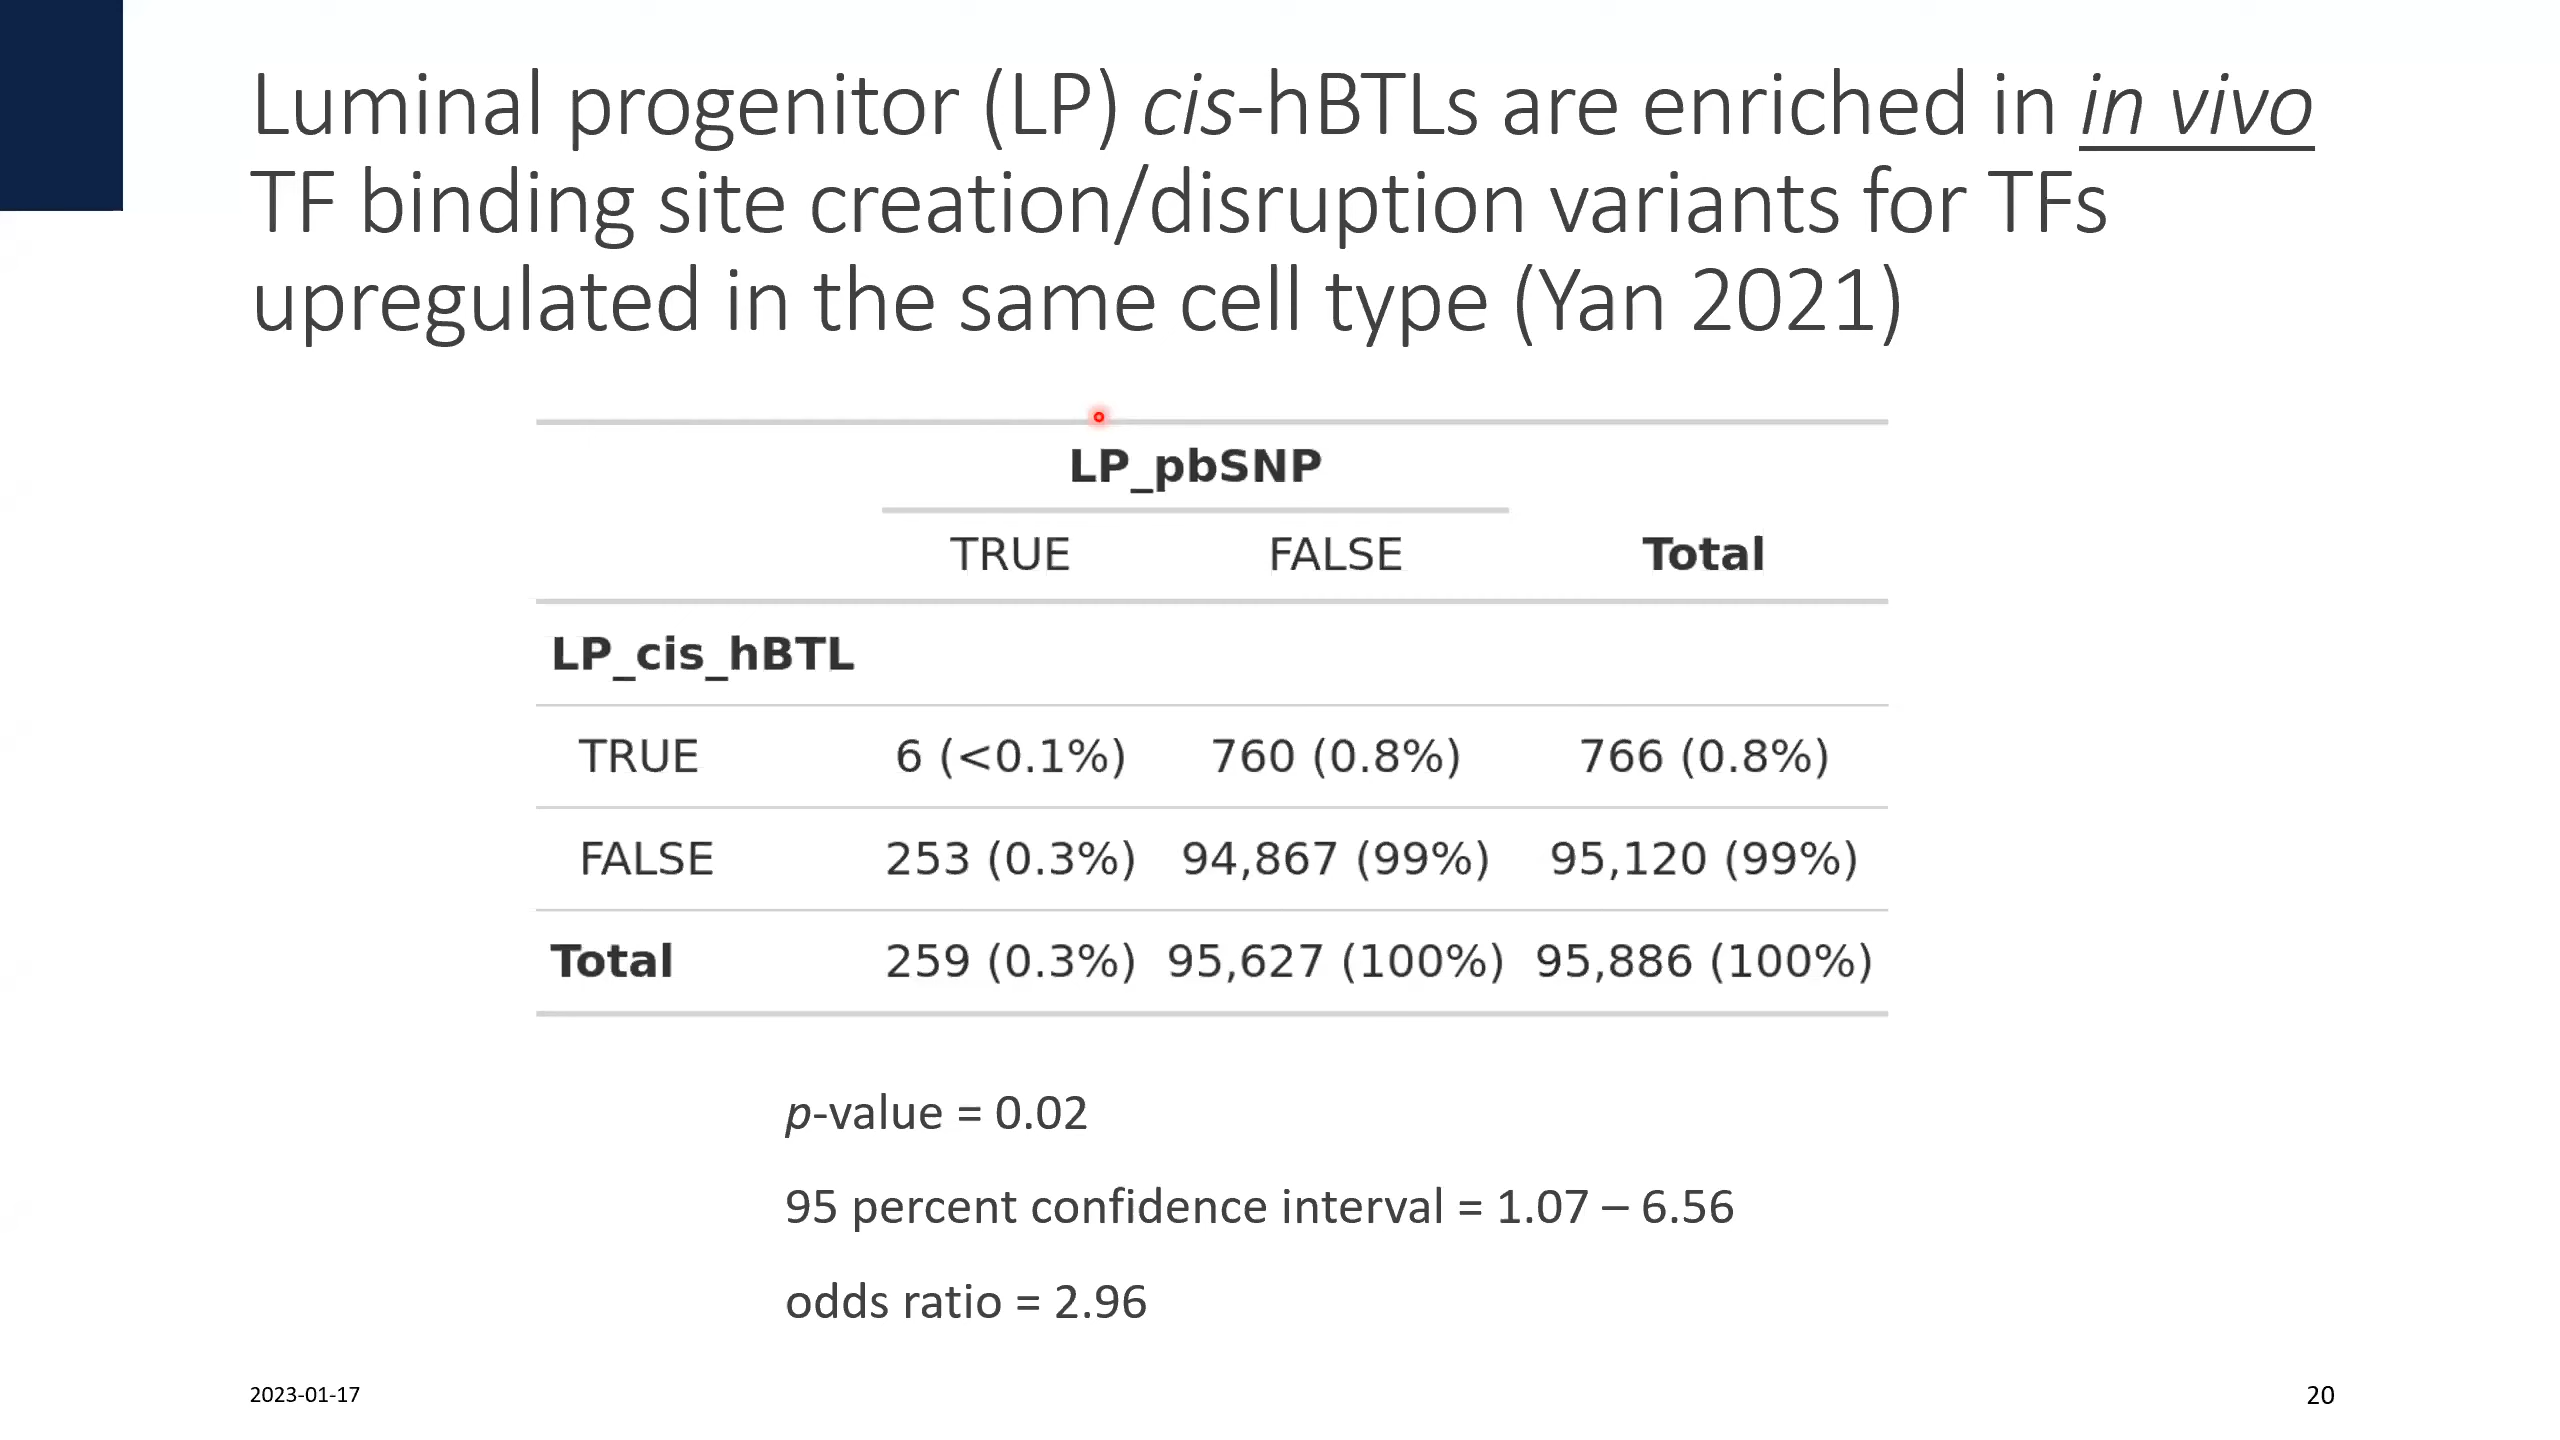 Luminal progenitor (LP) cis-hBTLs are enriched in in vivo
TF binding site creation/disruption variants for TFs
upregulated in the same cell type (Yan 2021)
LP_pbSNP
TRUE FALSE Total
LP_cis_hBTL
TRUE 6 (<0.1%) 760 (0.8%) 766 (0.8%)
FALSE 253 (0.3%) 94,867 (99%) 95,120 (99%)
Total 259 (0.3%) 95,627 (100%) 95,886 (100%)
p-value = 0.02
95 percent confidence interval = 1.07 – 6.56
odds ratio = 2.96
2023-01-17 20